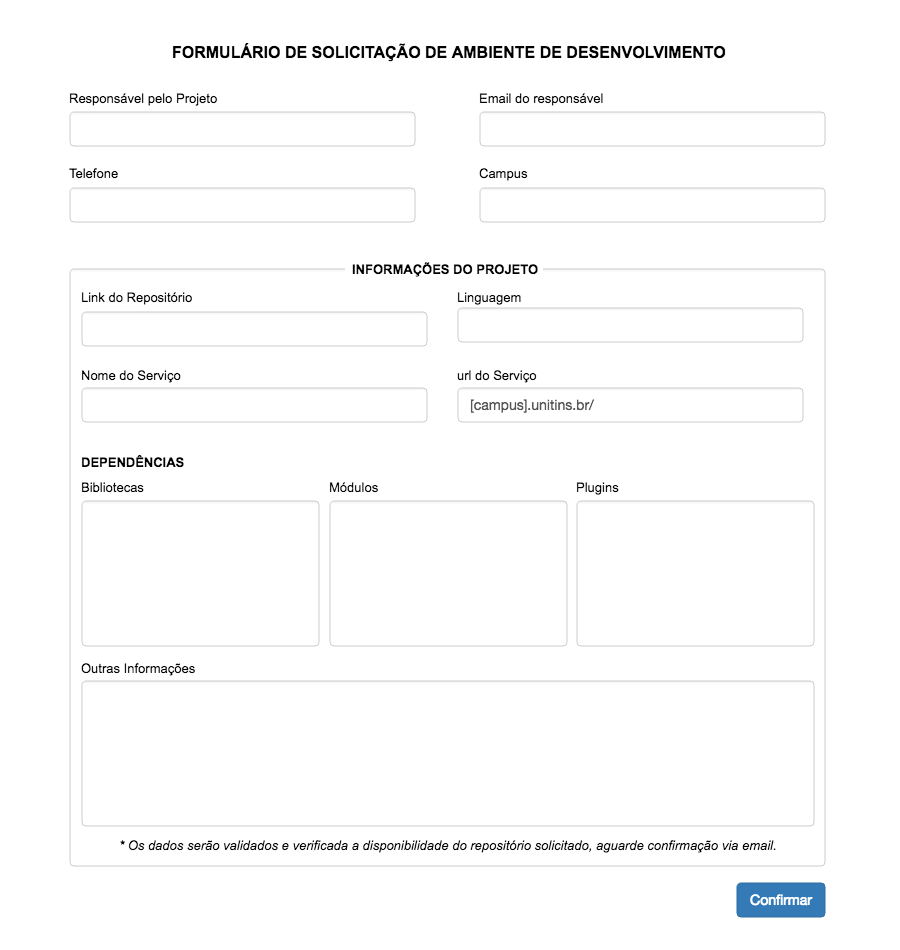 FORMULÁRIO DE SOLICITAÇÃO DE AMBIENTE DE DESENVOLVIMENTO
Responsável pelo Projeto
Email do responsável
Telefone
Campus
INFORMAÇÕES DO PROJETO
Link do Repositório
Linguagem
Nome do Serviço
url do Serviço
[campus].unitins.br/
DEPENDÊNCIAS
Bibliotecas
Módulos
Plugins
Outras Informações
* Os dados serão validados e verificada a disponibilidade do repositório solicitado, aguarde confirmação via email.
Confirmar